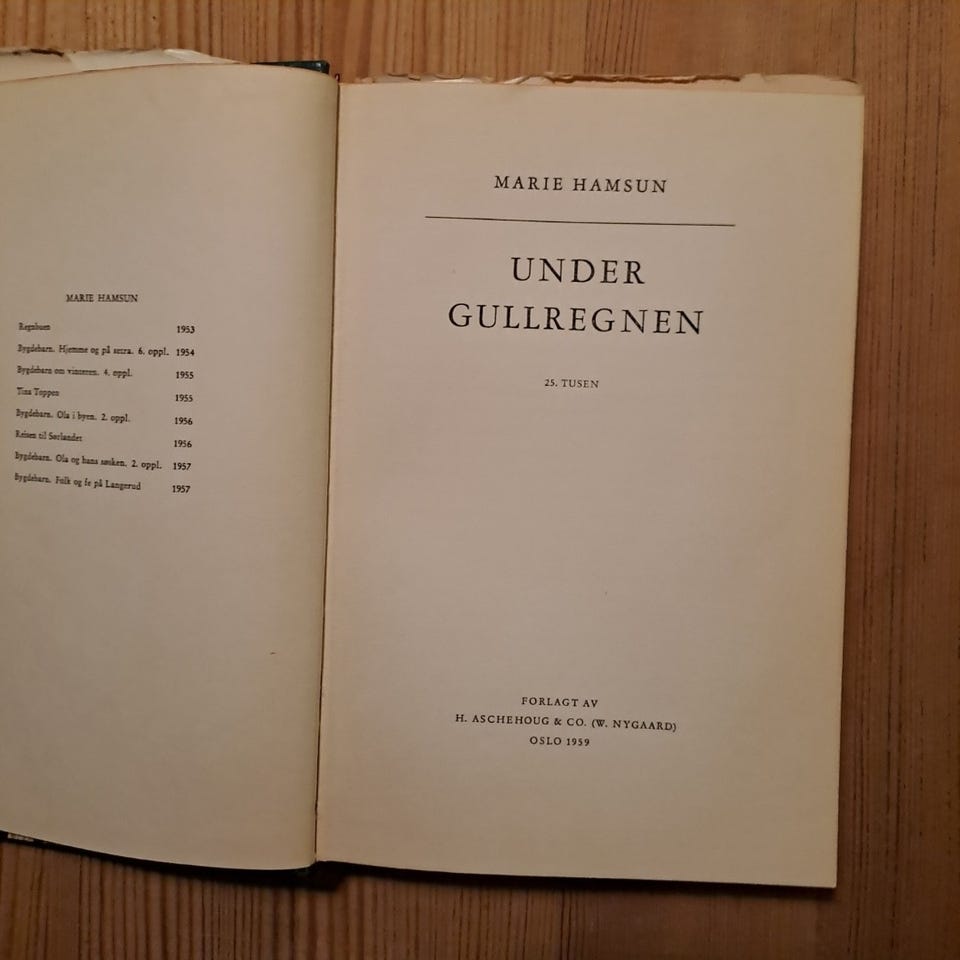 MARIE HAMSUN
Regnbuen 1953
Bygdebarn. Hjemme og på setra. 6. oppl. 1954
Bygdebarn om vinteren. 4. oppl. 1955
Tina Toppen 1955
Bygdebarn. Ola i byen. 2. oppl. 1956
Reisen til Sørlandet 1956
Bygdebarn. Ola og hans søsken. 2. oppl. 1957
Bygdebarn. Folk og fe på Langerud 1957
MARIE HAMSUN
UNDER
GULLREGNEN
25. TUSEN
FORLAGT AV
H. ASCHEHOUG & CO. (W. NYGAARD)
OSLO 1959